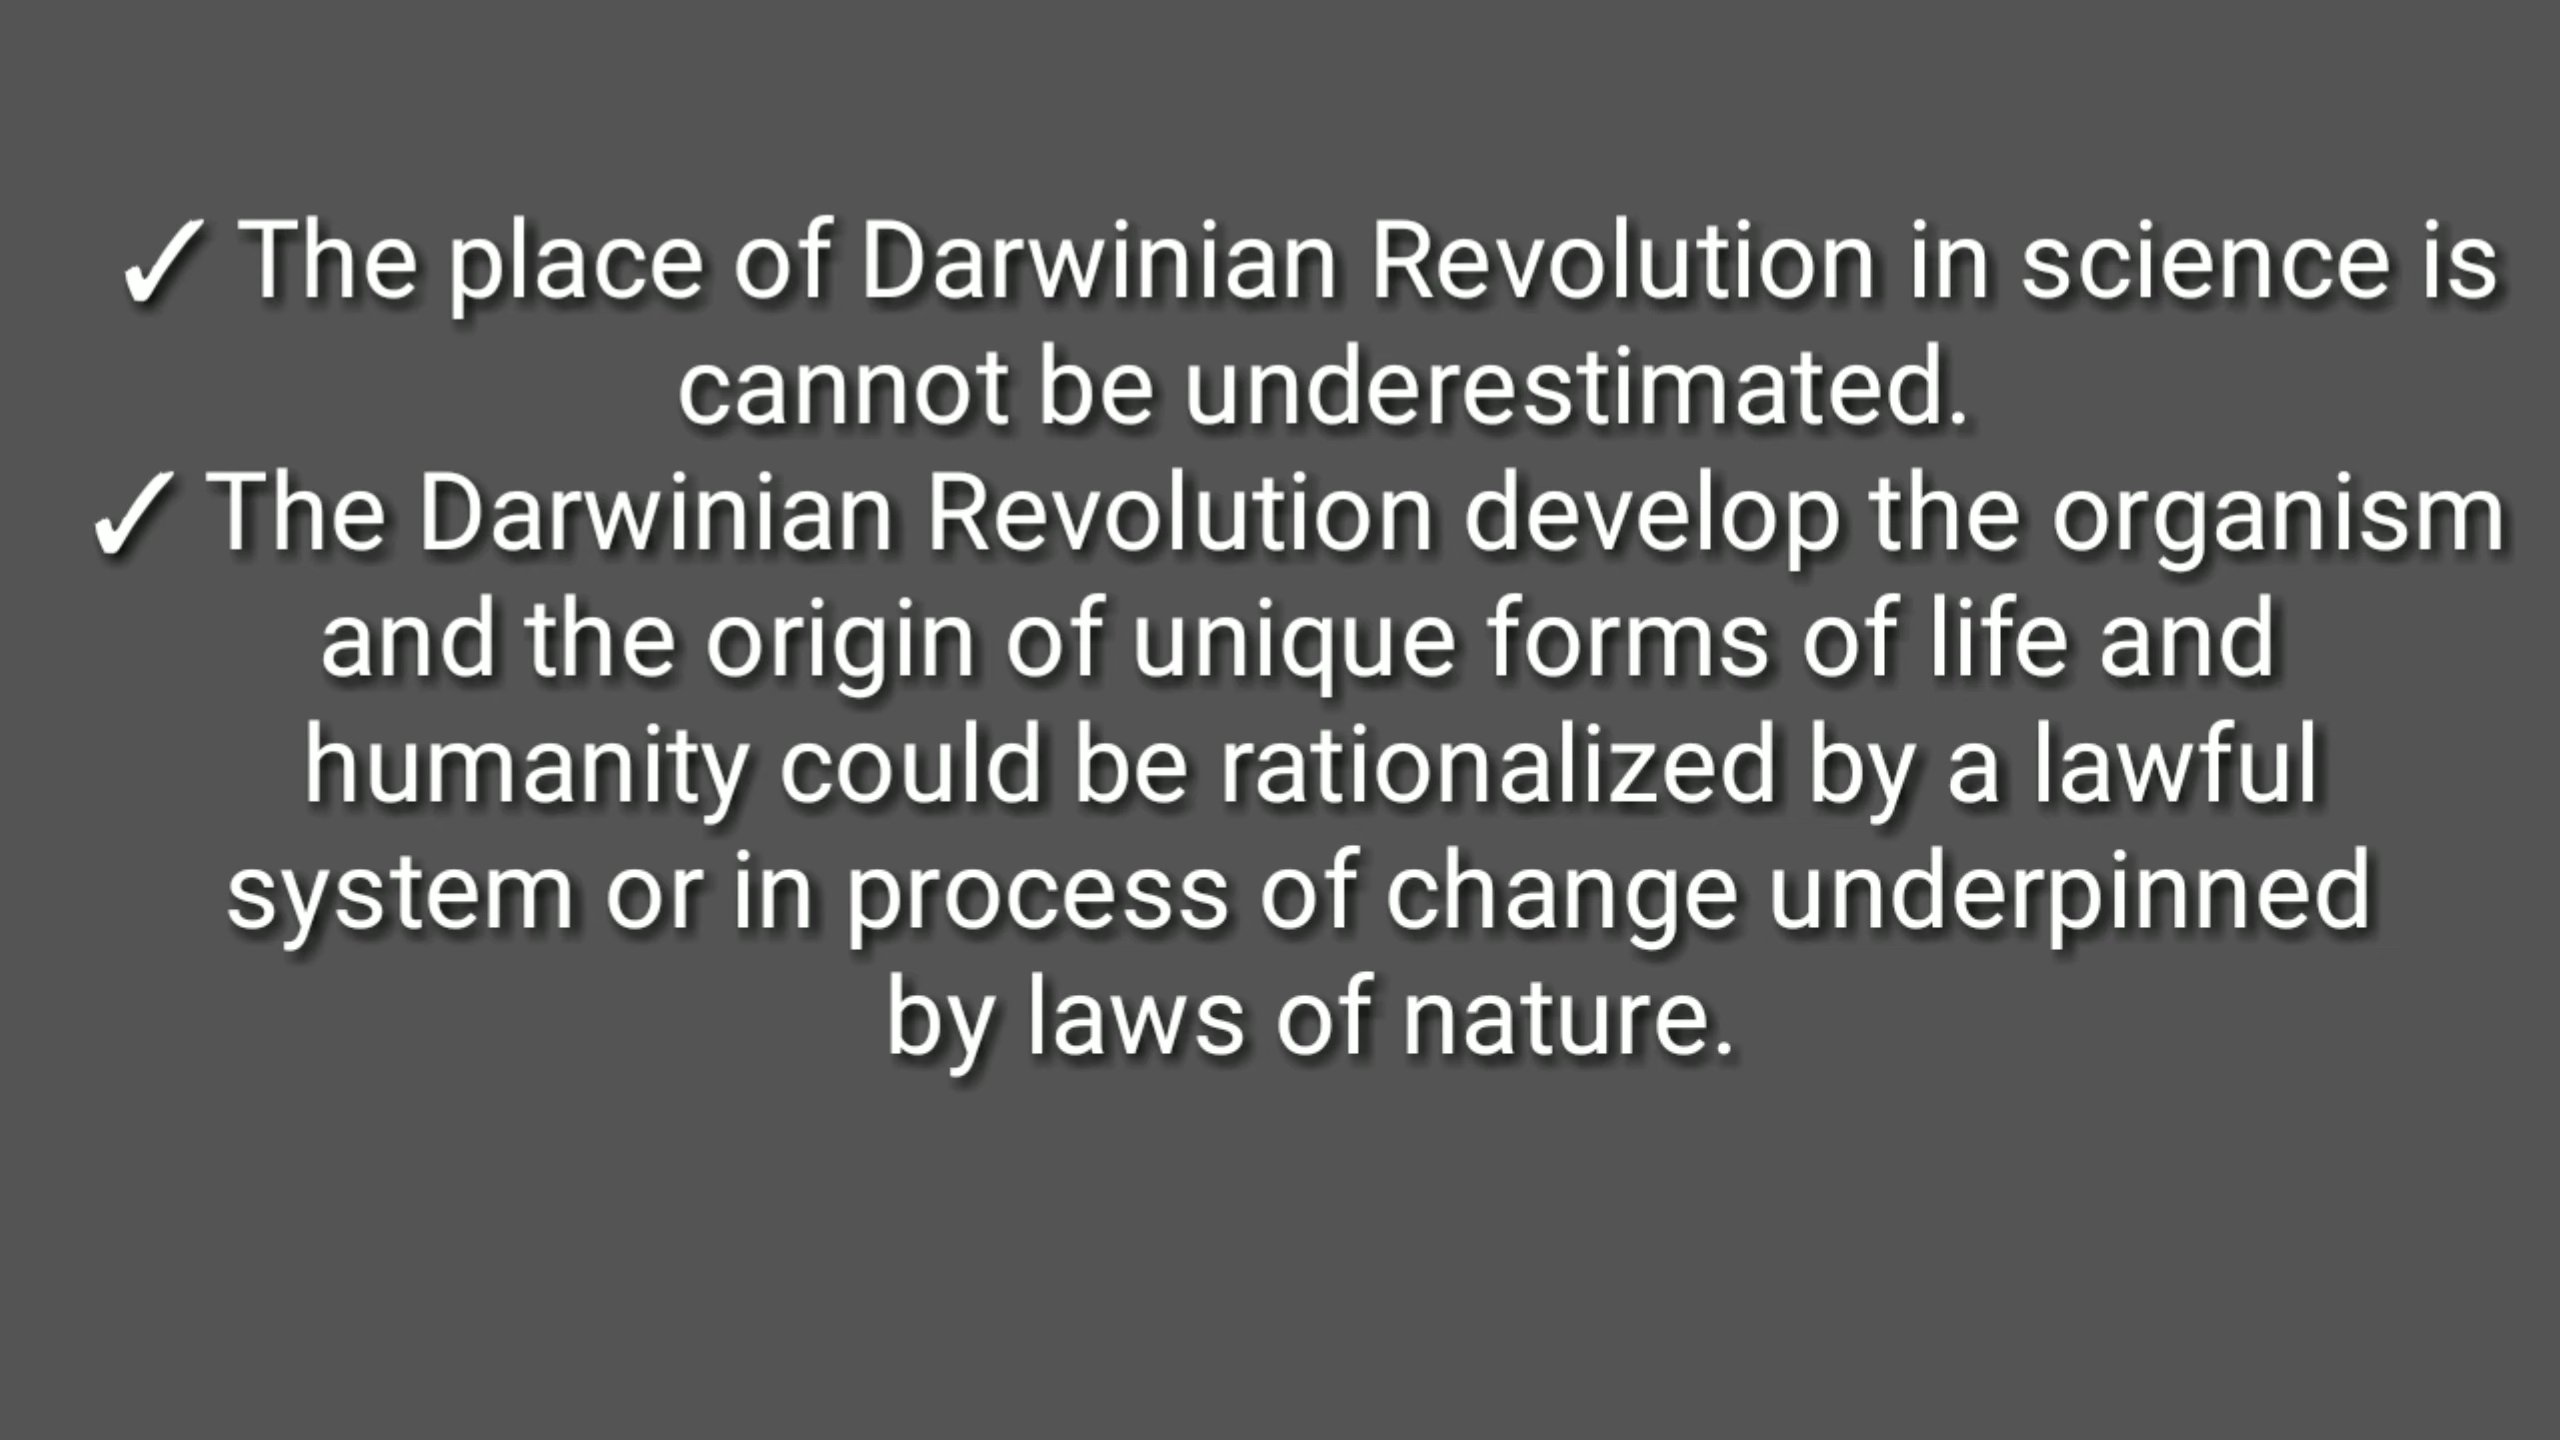 ✓ The place of Darwinian Revolution in science is
cannot be underestimated.
✓ The Darwinian Revolution develop the organism
and the origin of unique forms of life and
humanity could be rationalized by a lawful
system or in process of change underpinned
by laws of nature.